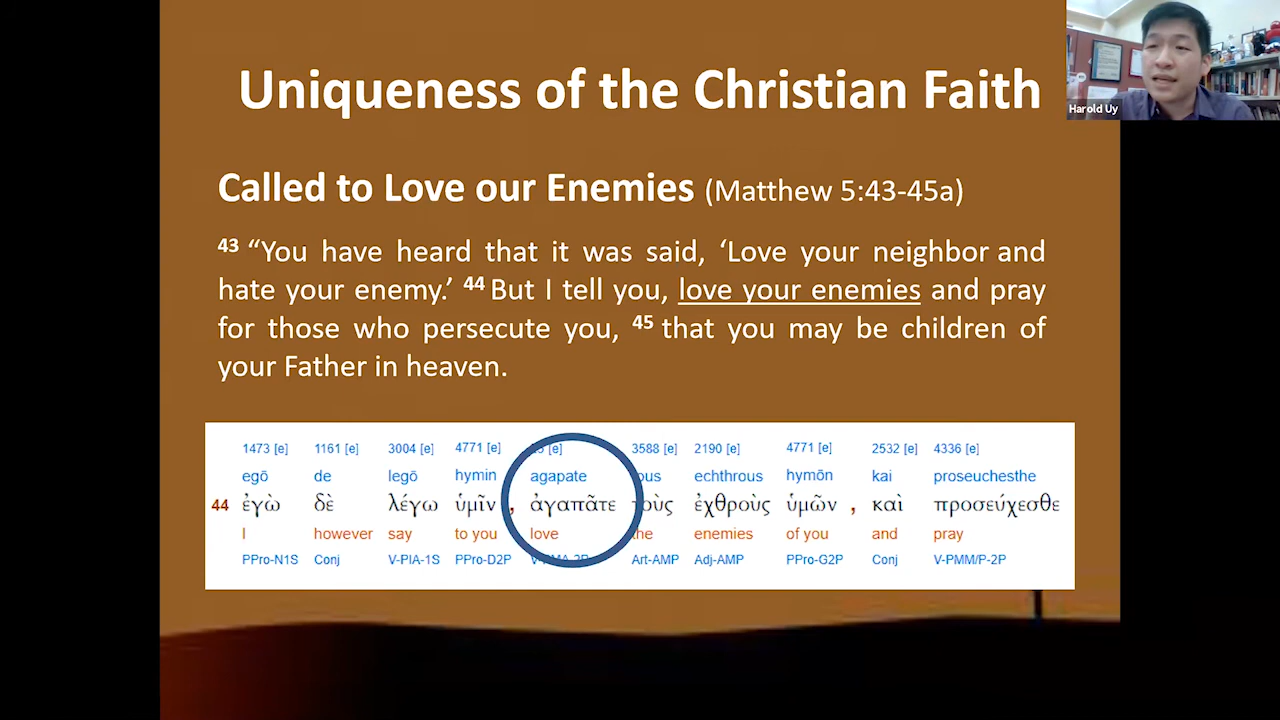 Uniqueness of the Christian Faith
Harold Uy
Called to Love our Enemies (Matthew 5:43-45a)
43 “You have heard that it was said, ‘Love your neighbor and
hate your enemy.’ 44 But I tell you, love your enemies and pray
for those who persecute you, 45 that you may be children of
your Father in heaven.
1473 [e] 1161 [e] 3004 [e] 4771 [e] [e] 3588 [e] 2190 [e] 4771 [e] 2532 [e] 4336 [e]
egō de legō hymin agapate echthrous hymōn kai proseuchesthe
44 ἐγὼ δὲ λέγω ὑμῖν , ἀγαπᾶτε τοὺς ἐχθροὺς ὑμῶν , καὶ προσεύχεσθε
I however say to you love the enemies of you and pray
PPro-N1S Conj V-PIA-1S PPro-D2P Art-AMP Adj-AMP PPro-G2P Conj V-PMM/P-2P